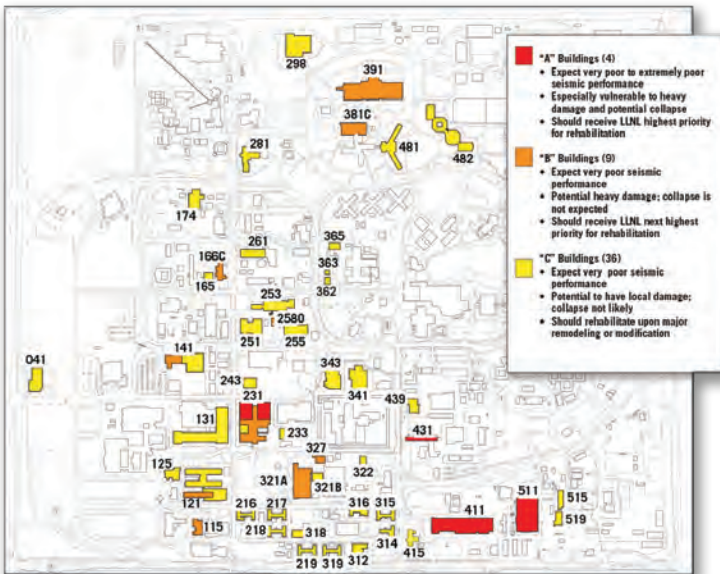 298
391
381C
281
481
482
174
365
261
166C
363
165
362
253
2580
251
255
141
041
343
243
341
231
439
131
233
431
327
125
322
321A
321B
511
121
411
515
216
217
316
315
115
519
218
318
314
415
219
319
312
"A" Buildings (4)
• Expect very poor to extremely poor
seismic performance
• Especially vulnerable to heavy
damage and potential collapse
• Should receive LLNL highest priority
for rehabilitation
"B" Buildings (9)
• Expect very poor seismic
performance
• Potential heavy damage; collapse is
not expected
• Should receive LLNL next highest
priority for rehabilitation
"C" Buildings (36)
• Expect very poor seismic
performance
• Potential to have local damage;
collapse not likely
• Should rehabilitate upon major
remodeling or modification